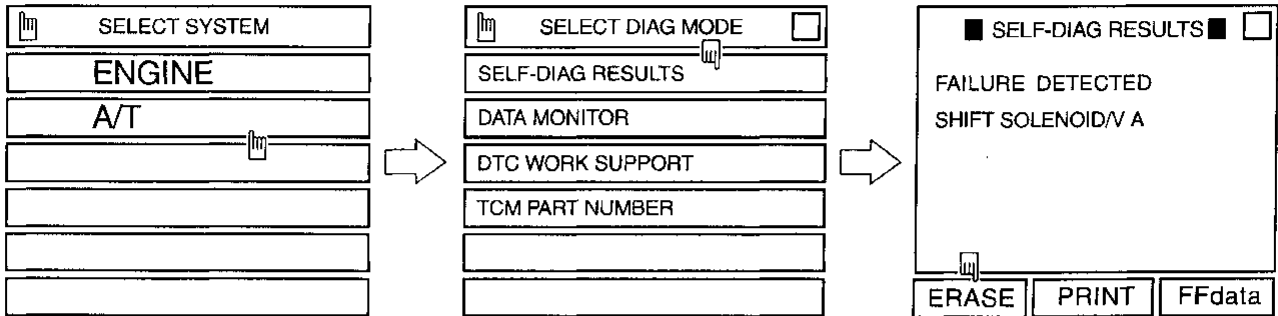 SELECT SYSTEM
ENGINE
A/T
SELECT DIAG MODE
SELF-DIAG RESULTS
DATA MONITOR
DTC WORK SUPPORT
TCM PART NUMBER
SELF-DIAG RESULTS
FAILURE DETECTED
SHIFT SOLENOID/V A
ERASE PRINT FFdata